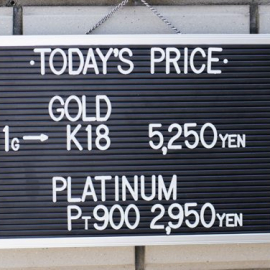 ·TODAY'S PRICE·
GOLD
1G→K18 5,250YEN
PLATINUM
PT900 2,950YEN